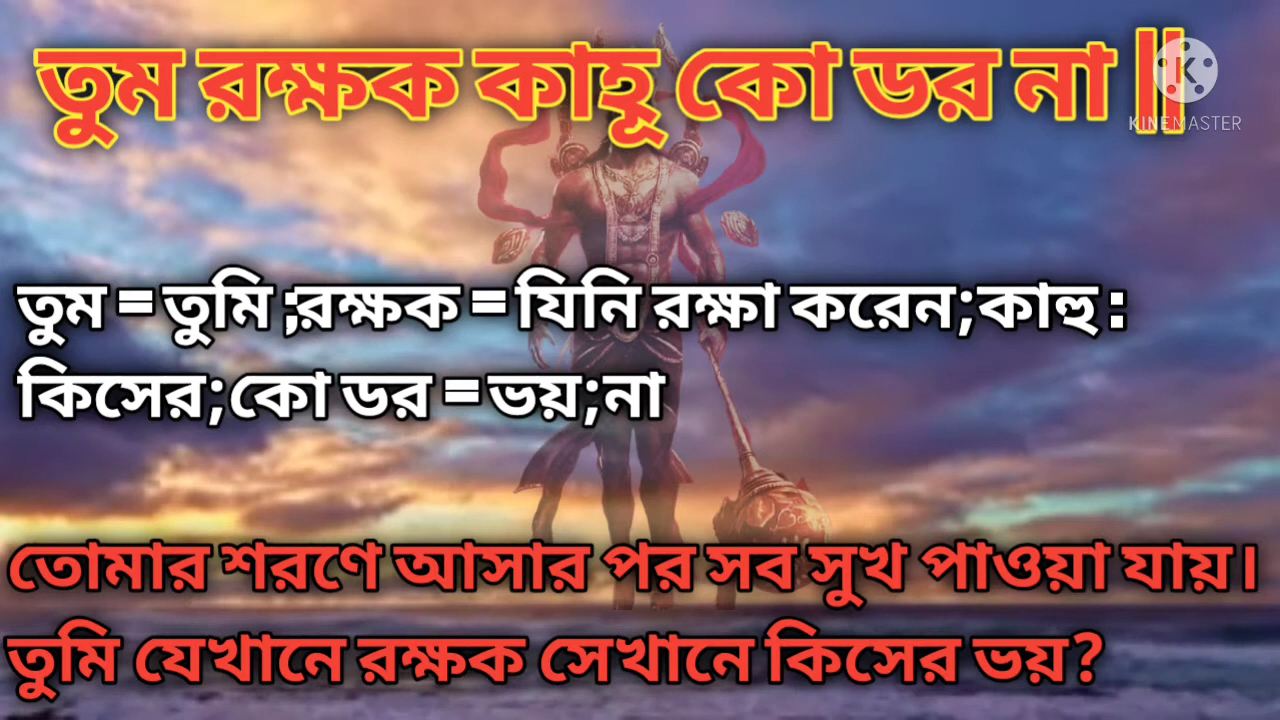 তুম রক্ষক কাহূ কো ডর না ||
KINEMASTER
তুম = তুমি ;রক্ষক = যিনি রক্ষা করেন;কাহু :
কিসের;কো ডর =ভয়;না
তোমার শরণে আসার পর সব সুখ পাওয়া যায়।
তুমি যেখানে রক্ষক সেখানে কিসের ভয়?